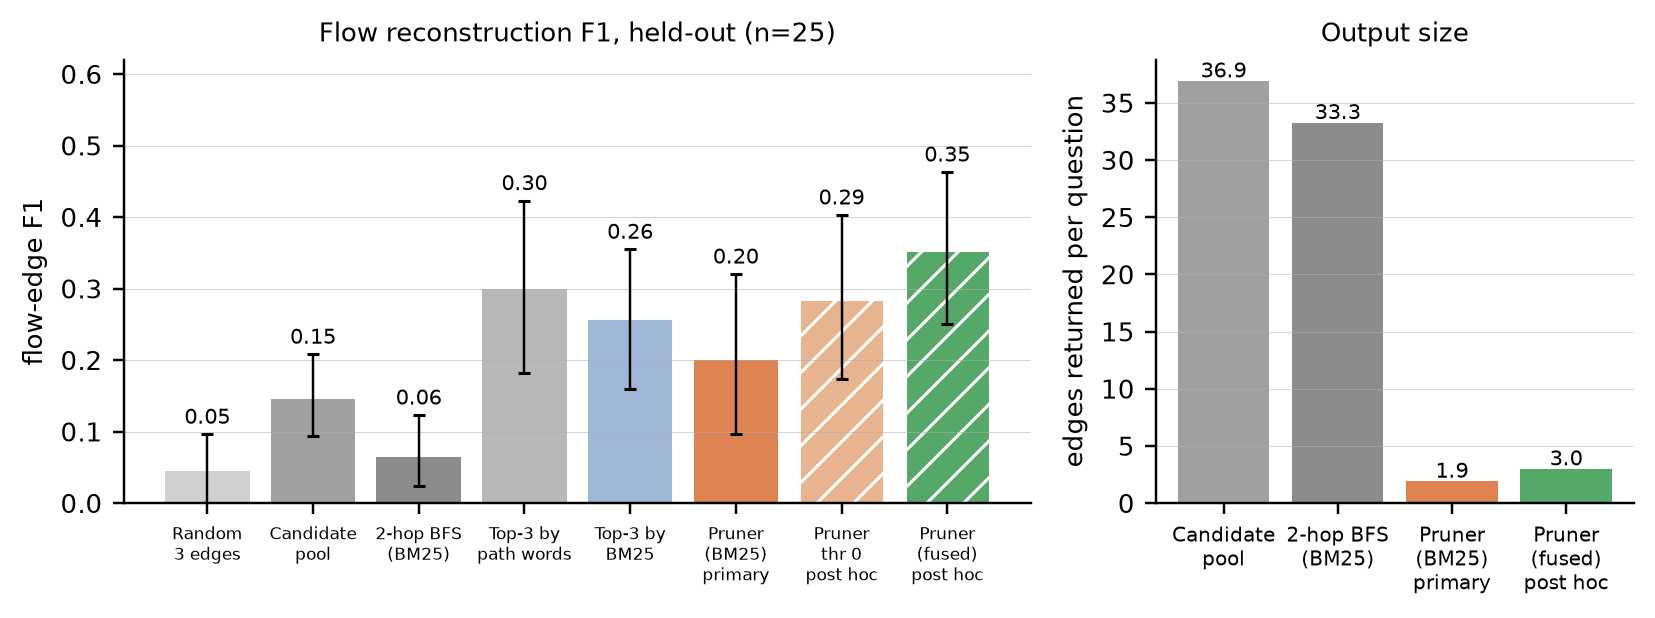 Flow reconstruction F1, held-out (n=25)
flow-edge F1
0.6
0.5
0.4
0.3
0.2
0.1
0.0
0.05
0.15
0.06
0.30
0.26
0.20
0.29
0.35
Random
3 edges
Candidate
pool
2-hop BFS
(BM25)
Top-3 by
path words
Top-3 by
BM25
Pruner
(BM25)
primary
Pruner
thr 0
post hoc
Pruner
(fused)
post hoc
Output size
edges returned per question
35
30
25
20
15
10
5
0
36.9
33.3
1.9
3.0
Candidate
pool
2-hop BFS
(BM25)
Pruner
(BM25)
primary
Pruner
(fused)
post hoc